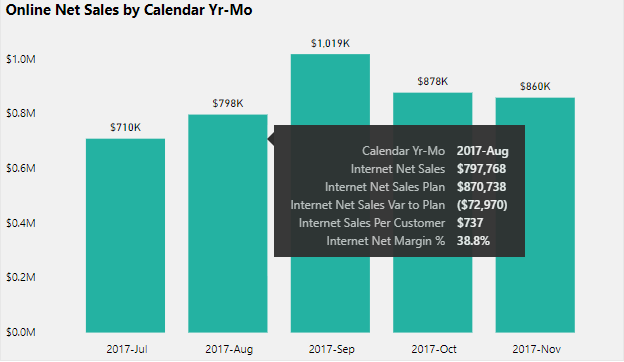 Online Net Sales by Calendar Yr-Mo
$1.0M
$0.8M
$0.6M
$0.4M
$0.2M
$0.0M
$710K
$798K
$1,019K
$878K
$860K
Calendar Yr-Mo 2017-Aug
Internet Net Sales $797,768
Internet Net Sales Plan $870,738
Internet Net Sales Var to Plan ($72,970)
Internet Sales Per Customer $737
Internet Net Margin % 38.8%
2017-Jul 2017-Aug 2017-Sep 2017-Oct 2017-Nov